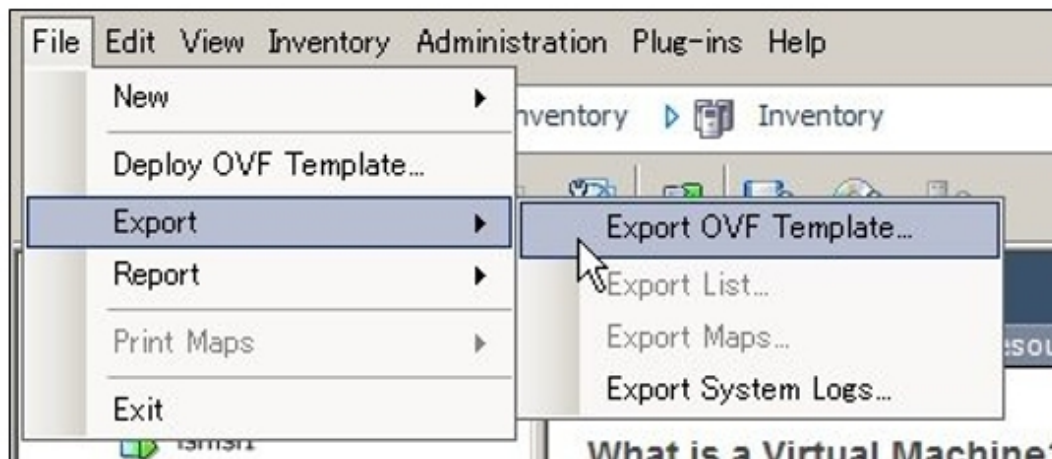 File Edit View Inventory Administration Plug-ins Help
New
nventory Inventory
Deploy OVF Template...
Export
Export OVF Template...
Report
Export List...
Print Maps
Export Maps...
Exit
Export System Logs...
What is a Virtual Machine?